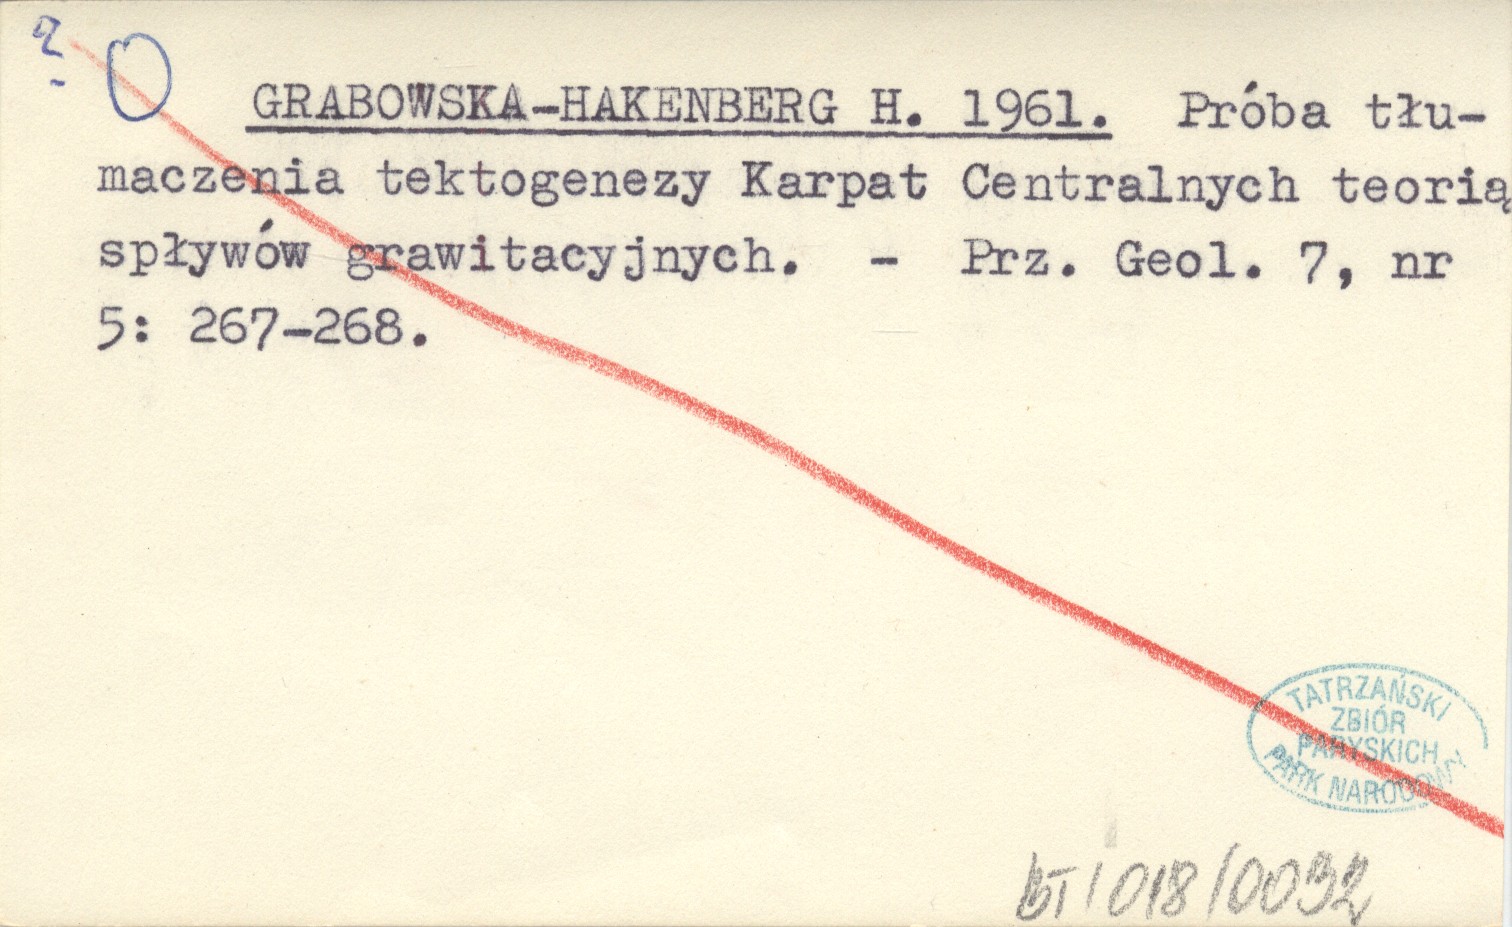 2 O
GRABOWSKA-HAKENBERG H. 1961. Próba tłu-
maczenia tektogenezy Karpat Centralnych teorią
spływów grawitacyjnych. - Prz. Geol. 7, nr
5: 267-268.
TATRZAŃSKI
ZBIÓR
PARYSKICH
PARK NARODOWY
BT/018/0092